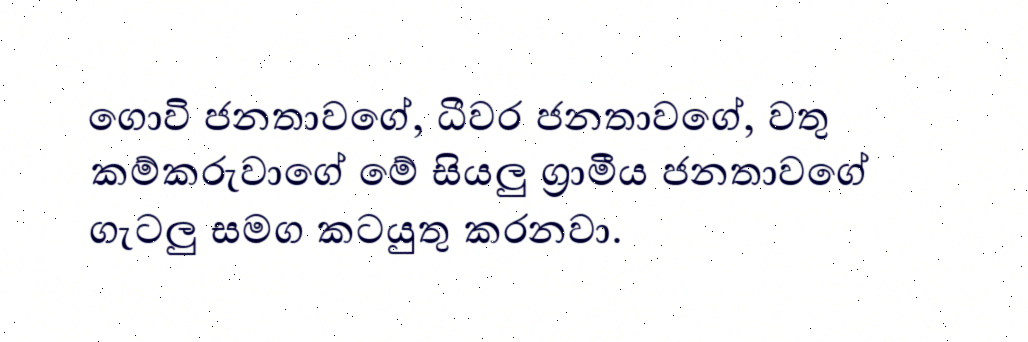 ගොවි ජනතාවගේ, ධීවර ජනතාවගේ, වතු
කම්කරුවාගේ මේ සියලු ග්‍රාමීය ජනතාවගේ
ගැටලු සමග කටයුතු කරනවා.